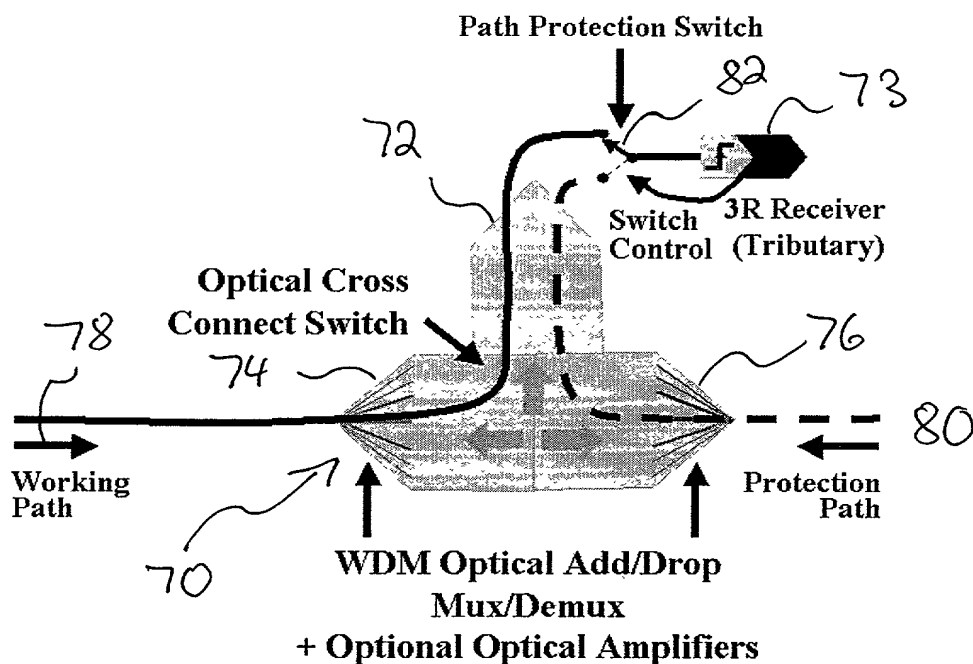 Path Protection Switch
82
73
72
Switch
Control
3R Receiver
(Tributary)
Optical Cross
Connect Switch
78
74
76
80
Working
Path
Protection
Path
70
WDM Optical Add/Drop
Mux/Demux
+ Optional Optical Amplifiers